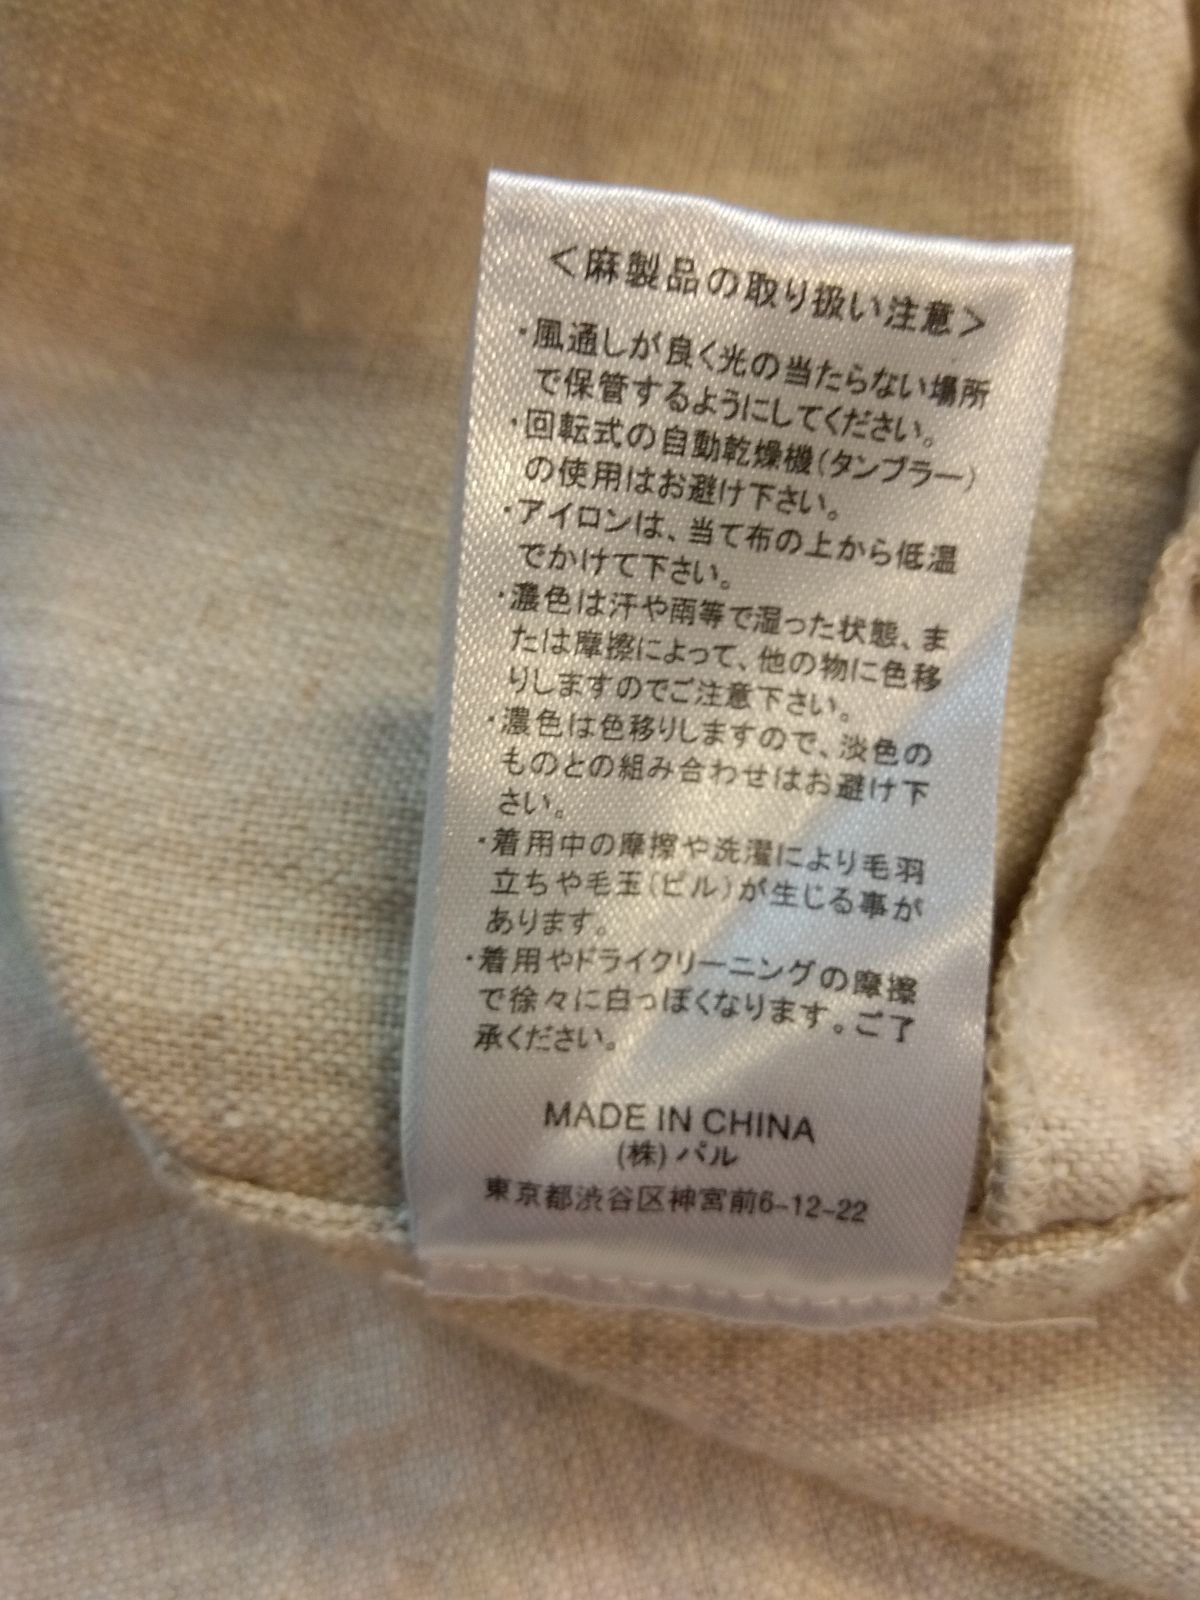 <麻製品の取り扱い注意>
・風通しが良く光の当たらない場所
で保管するようにしてください。
・回転式の自動乾燥機(タンブラー)
の使用はお避け下さい。
・アイロンは、当て布の上から低温
でかけて下さい。
・濃色は汗や雨等で湿った状態、ま
たは摩擦によって、他の物に色移
りしますのでご注意下さい。
・濃色は色移りしますので、淡色の
ものとの組み合わせはお避け下
さい。
・着用中の摩擦や洗濯により毛羽
立ちや毛玉(ピル)が生じる事が
あります。
・着用やドライクリーニングの摩擦
で徐々に白っぽくなります。ご了
承ください。
MADE IN CHINA
(株)パル
東京都渋谷区神宮前6-12-22